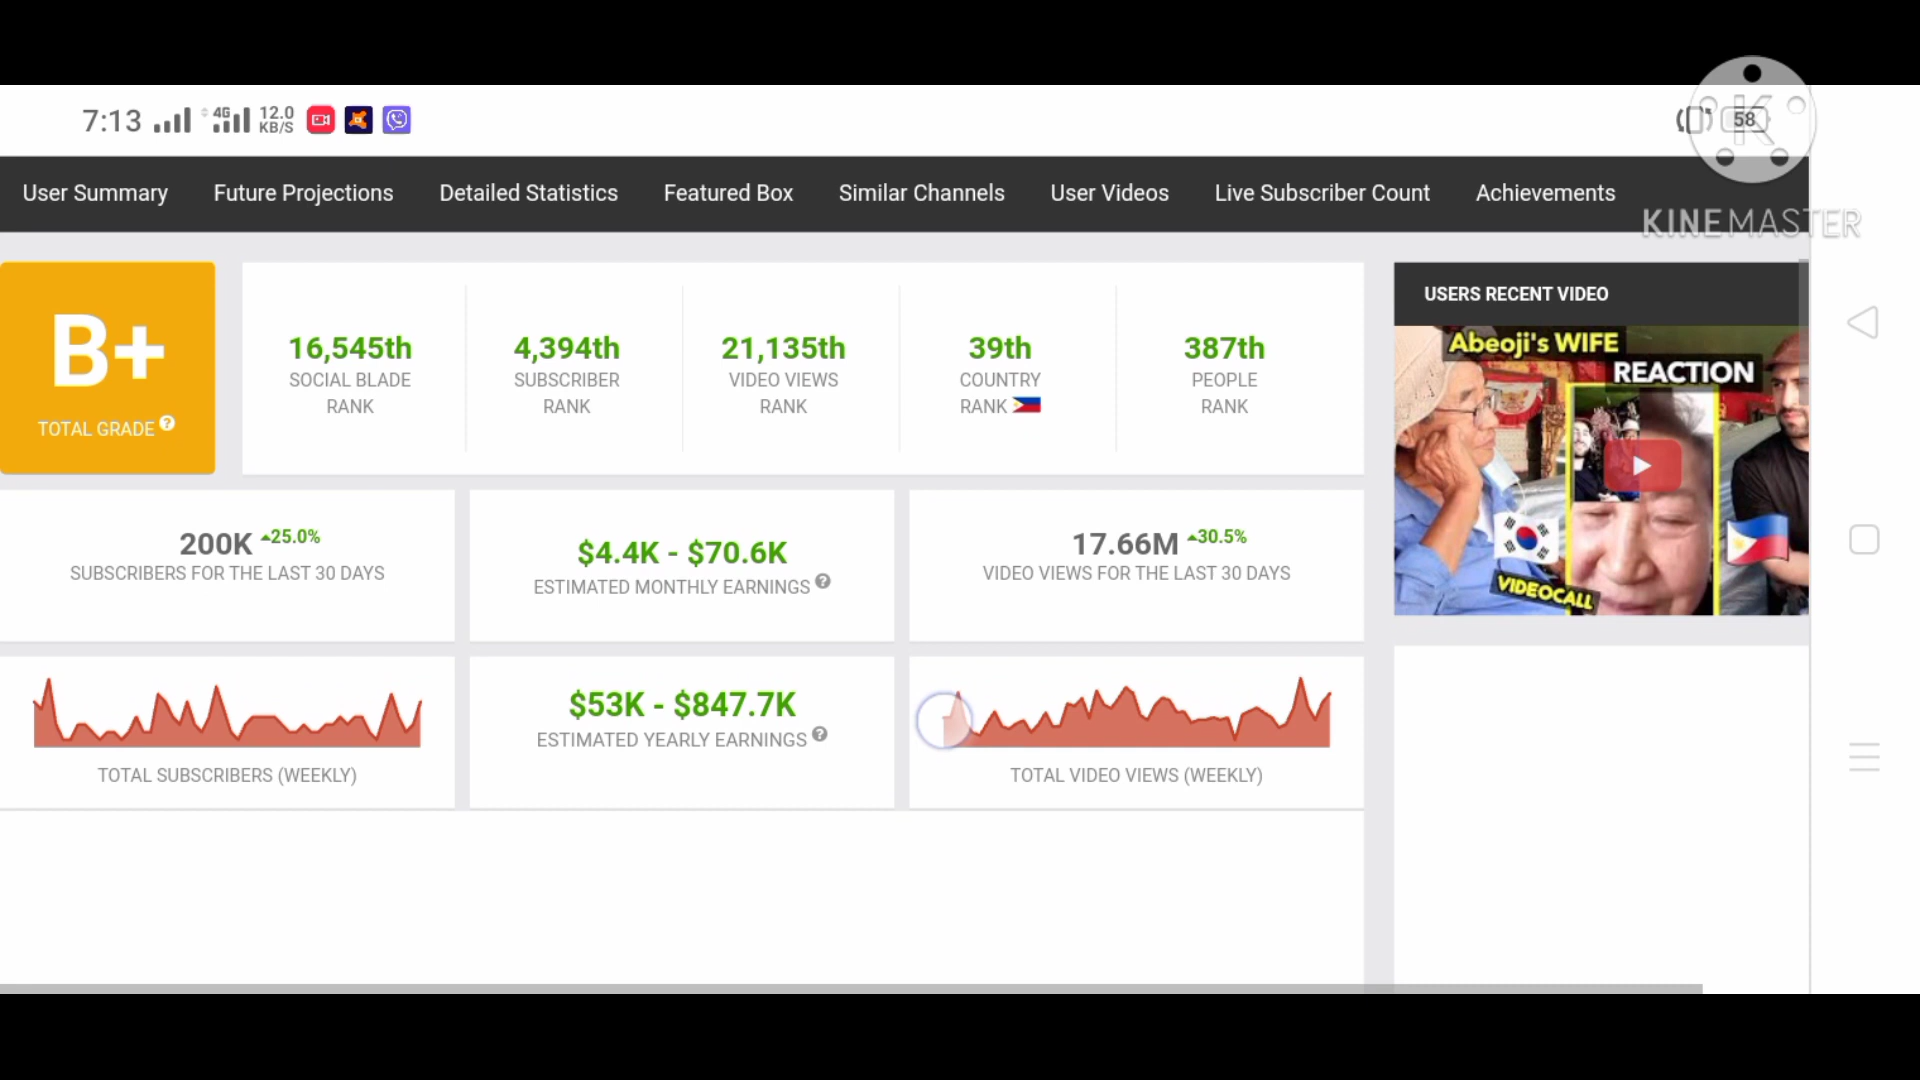 7:13 4G 12.0 KB/S 58
K
KINEMASTER
User Summary Future Projections Detailed Statistics Featured Box Similar Channels User Videos Live Subscriber Count Achievements
B+
TOTAL GRADE ?
16,545th
SOCIAL BLADE
RANK
4,394th
SUBSCRIBER
RANK
21,135th
VIDEO VIEWS
RANK
39th
COUNTRY
RANK
387th
PEOPLE
RANK
USERS RECENT VIDEO
Abeoji's WIFE
REACTION
VIDEOCALL
200K 25.0%
SUBSCRIBERS FOR THE LAST 30 DAYS
$4.4K - $70.6K
ESTIMATED MONTHLY EARNINGS ?
17.66M 30.5%
VIDEO VIEWS FOR THE LAST 30 DAYS
TOTAL SUBSCRIBERS (WEEKLY)
$53K - $847.7K
ESTIMATED YEARLY EARNINGS ?
TOTAL VIDEO VIEWS (WEEKLY)